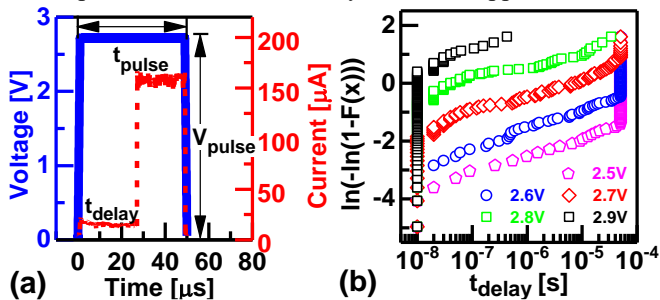 3
2
1
0
Voltage [V]
t_pulse
t_delay
V_pulse
200
150
100
50
0
Current [μA]
0 20 40 60 80
Time [μs]
(a)
2
0
-2
-4
ln(-ln(1-F(x)))
2.5V
2.6V 2.7V
2.8V 2.9V
10^-8 10^-7 10^-6 10^-5 10^-4
t_delay [s]
(b)